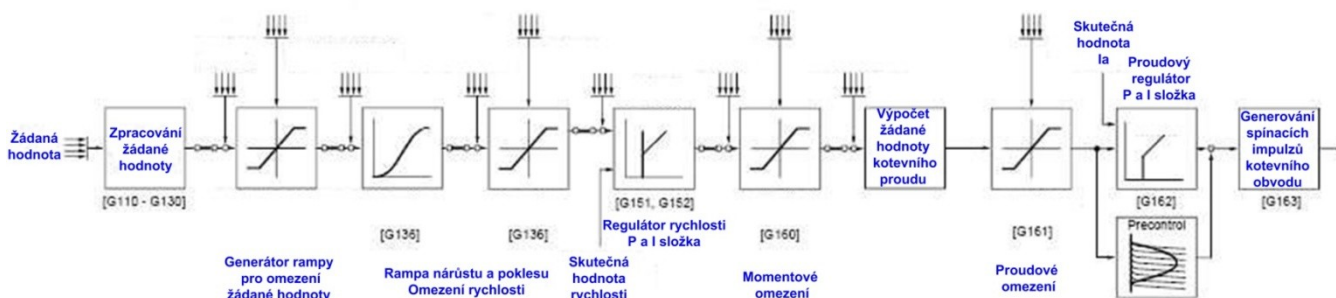 Žádaná
hodnota
Zpracování
žádané
hodnoty
[G110 - G130]
Generátor rampy
pro omezení
žádané hodnoty
[G136]
Rampa nárůstu a poklesu
Omezení rychlosti
[G136]
Skutečná
hodnota
rychlosti
[G151, G152]
Regulátor rychlosti
P a I složka
[G160]
Momentové
omezení
Výpočet
žádané
hodnoty
kotevního
proudu
[G161]
Proudové
omezení
Skutečná
hodnota
Ia
Proudový
regulátor
P a I složka
[G162]
Precontrol
Generování
spínacích
impulzů
kotevního
obvodu
[G163]